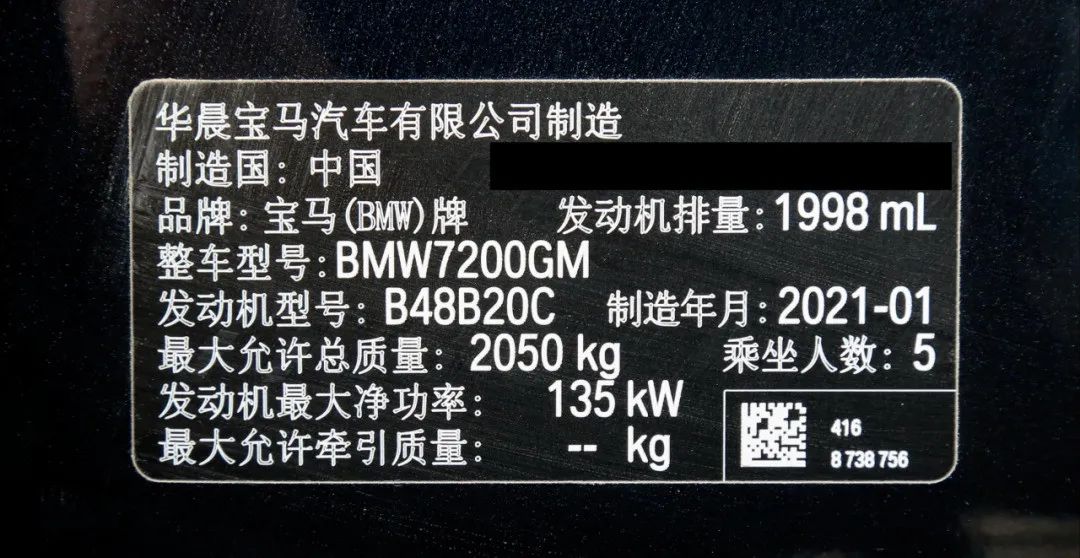 华晨宝马汽车有限公司制造
制造国: 中国
品牌: 宝马(BMW)牌 发动机排量: 1998 mL
整车型号: BMW7200GM
发动机型号: B48B20C 制造年月: 2021-01
最大允许总质量: 2050 kg 乘坐人数: 5
发动机最大净功率: 135 kW
最大允许牵引质量: -- kg
416
8 738 756